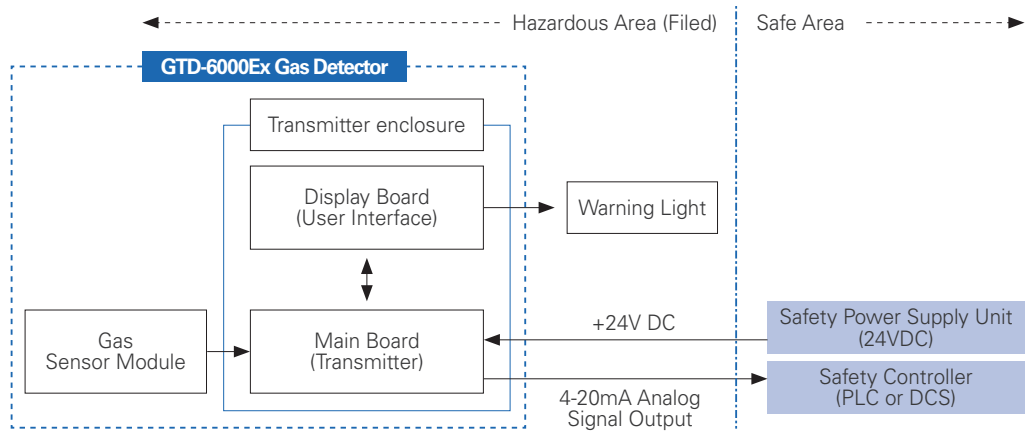 Hazardous Area (Filed)
Safe Area
GTD-6000Ex Gas Detector
Transmitter enclosure
Display Board
(User Interface)
Warning Light
Gas
Sensor Module
Main Board
(Transmitter)
+24V DC
Safety Power Supply Unit
(24VDC)
4-20mA Analog
Signal Output
Safety Controller
(PLC or DCS)